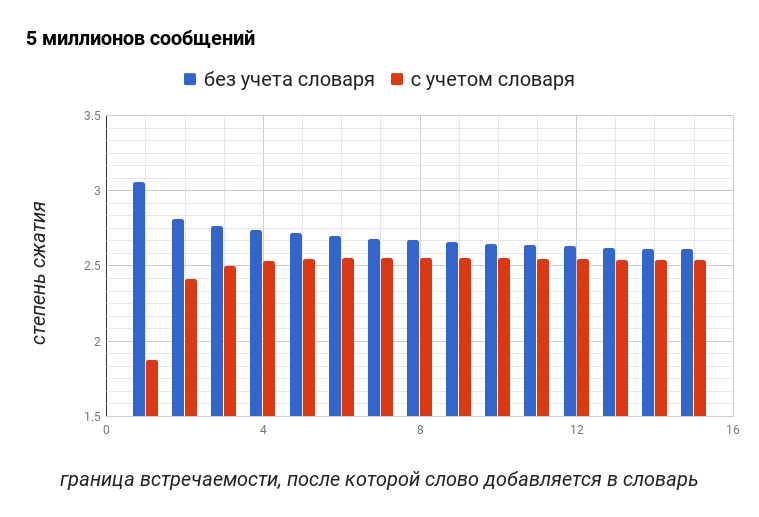 5 миллионов сообщений
без учета словаря с учетом словаря
3.5
3
2.5
2
1.5
степень сжатия
0 4 8 12 16
граница встречаемости, после которой слово добавляется в словарь